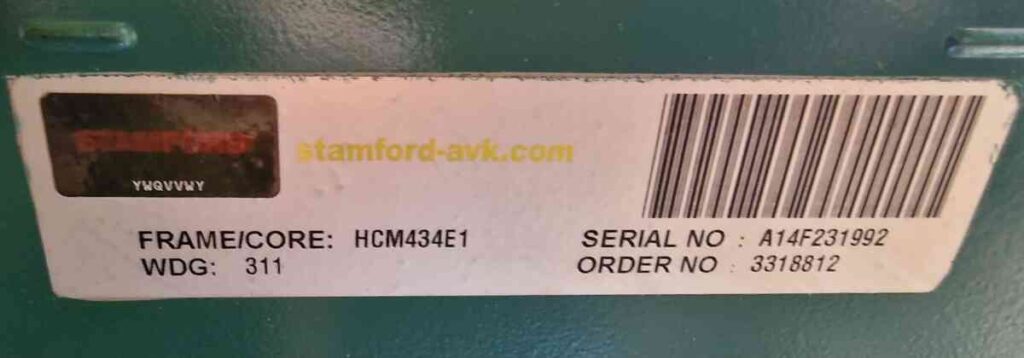 STAMFORD
YWQVVWY
stamford-avk.com
FRAME/CORE: HCM434E1
WDG: 311
SERIAL NO : A14F231992
ORDER NO : 3318812